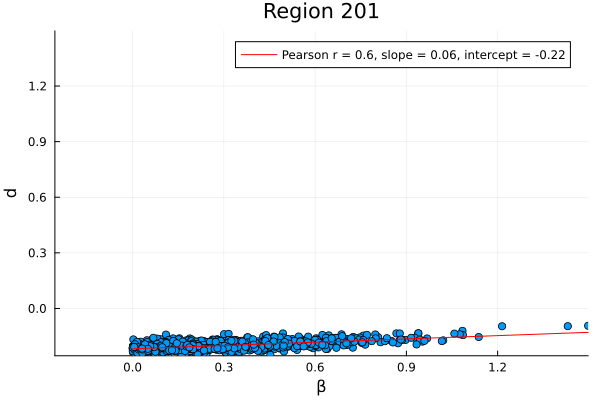 Region 201
Pearson r = 0.6, slope = 0.06, intercept = -0.22
d
1.2
0.9
0.6
0.3
0.0
0.0 0.3 0.6 0.9 1.2
β